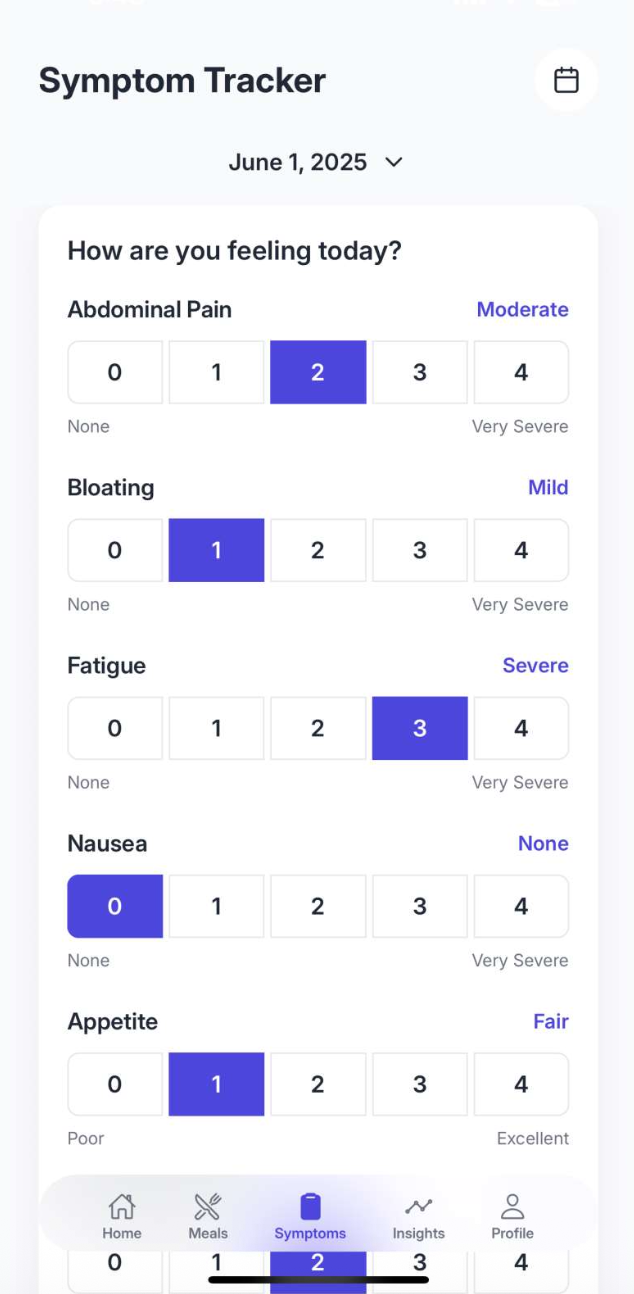 Symptom Tracker
June 1, 2025
How are you feeling today?
Abdominal Pain Moderate
0 1 2 3 4
None Very Severe
Bloating Mild
0 1 2 3 4
None Very Severe
Fatigue Severe
0 1 2 3 4
None Very Severe
Nausea None
0 1 2 3 4
None Very Severe
Appetite Fair
0 1 2 3 4
Poor Excellent
Home Meals Symptoms Insights Profile
0 1 2 3 4